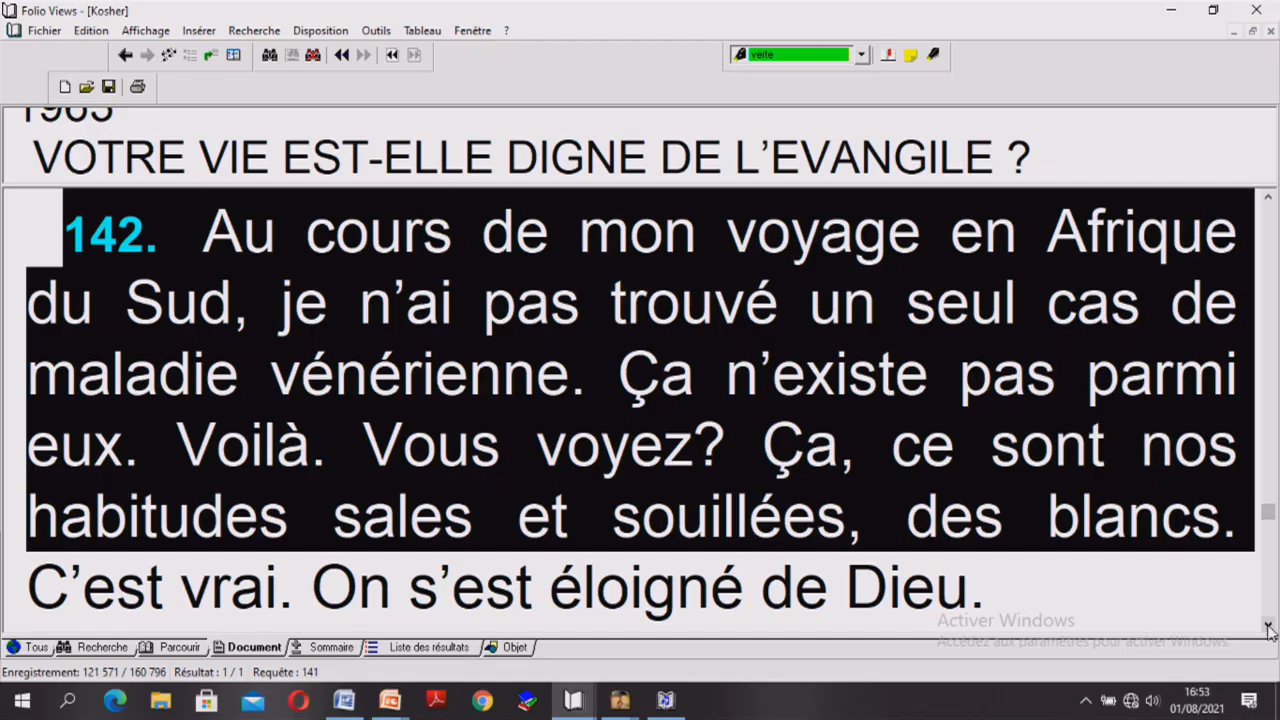 Folio Views - [Kosher]
Fichier Edition Affichage Insérer Recherche Disposition Outils Tableau Fenêtre ?
verte
1963
VOTRE VIE EST-ELLE DIGNE DE L’EVANGILE ?
142. Au cours de mon voyage en Afrique
du Sud, je n’ai pas trouvé un seul cas de
maladie vénérienne. Ça n’existe pas parmi
eux. Voilà. Vous voyez? Ça, ce sont nos
habitudes sales et souillées, des blancs.
C’est vrai. On s’est éloigné de Dieu.
Activer Windows
Accédez aux paramètres pour activer Windows.
Tous Recherche Parcourir Document Sommaire Liste des résultats Objet
Enregistrement: 121 571 / 160 796 Résultat : 1 / 1 Requête : 141
16:53
01/08/2021